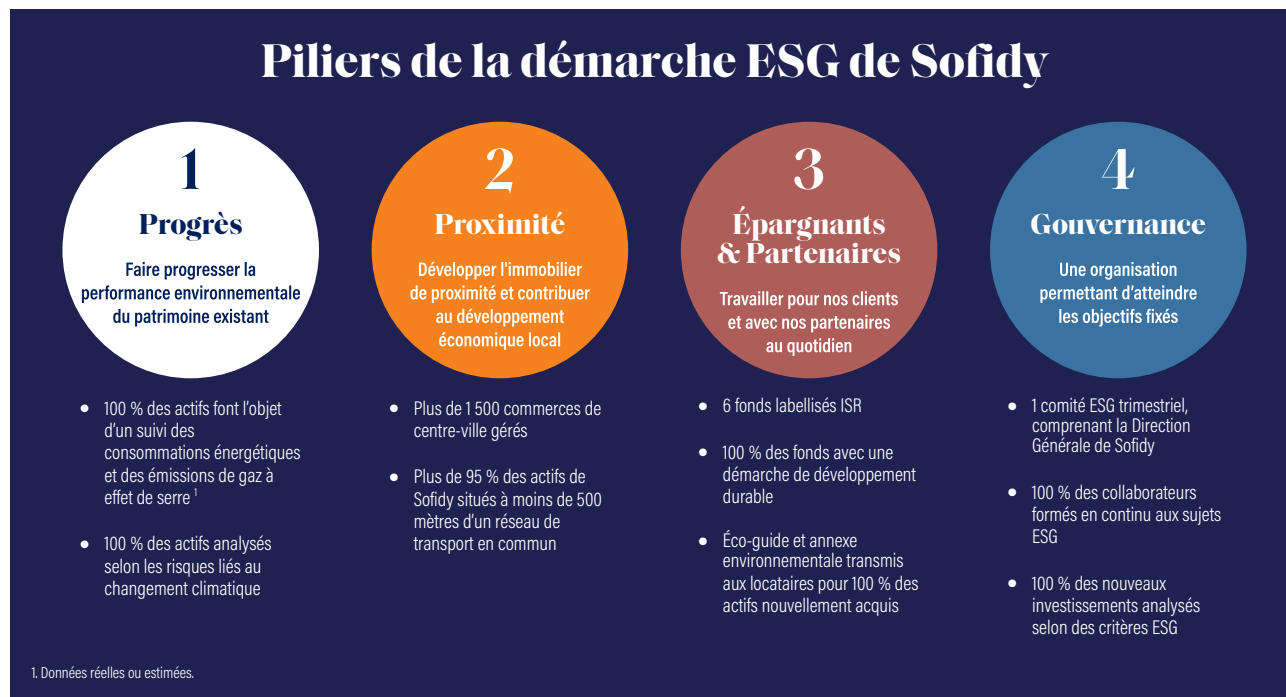 Piliers de la démarche ESG de Sofidy
1
Progrès
Faire progresser la
performance environnementale
du patrimoine existant
● 100 % des actifs font l’objet
d’un suivi des
consommations énergétiques
et des émissions de gaz à
effet de serre 1
● 100 % des actifs analysés
selon les risques liés au
changement climatique
2
Proximité
Développer l'immobilier
de proximité et contribuer
au développement
économique local
● Plus de 1 500 commerces de
centre-ville gérés
● Plus de 95 % des actifs de
Sofidy situés à moins de 500
mètres d’un réseau de
transport en commun
3
Épargnants
& Partenaires
Travailler pour nos clients
et avec nos partenaires
au quotidien
● 6 fonds labellisés ISR
● 100 % des fonds avec une
démarche de développement
durable
● Éco-guide et annexe
environnementale transmis
aux locataires pour 100 % des
actifs nouvellement acquis
4
Gouvernance
Une organisation
permettant d’atteindre
les objectifs fixés
● 1 comité ESG trimestriel,
comprenant la Direction
Générale de Sofidy
● 100 % des collaborateurs
formés en continu aux sujets
ESG
● 100 % des nouveaux
investissements analysés
selon des critères ESG
1. Données réelles ou estimées.